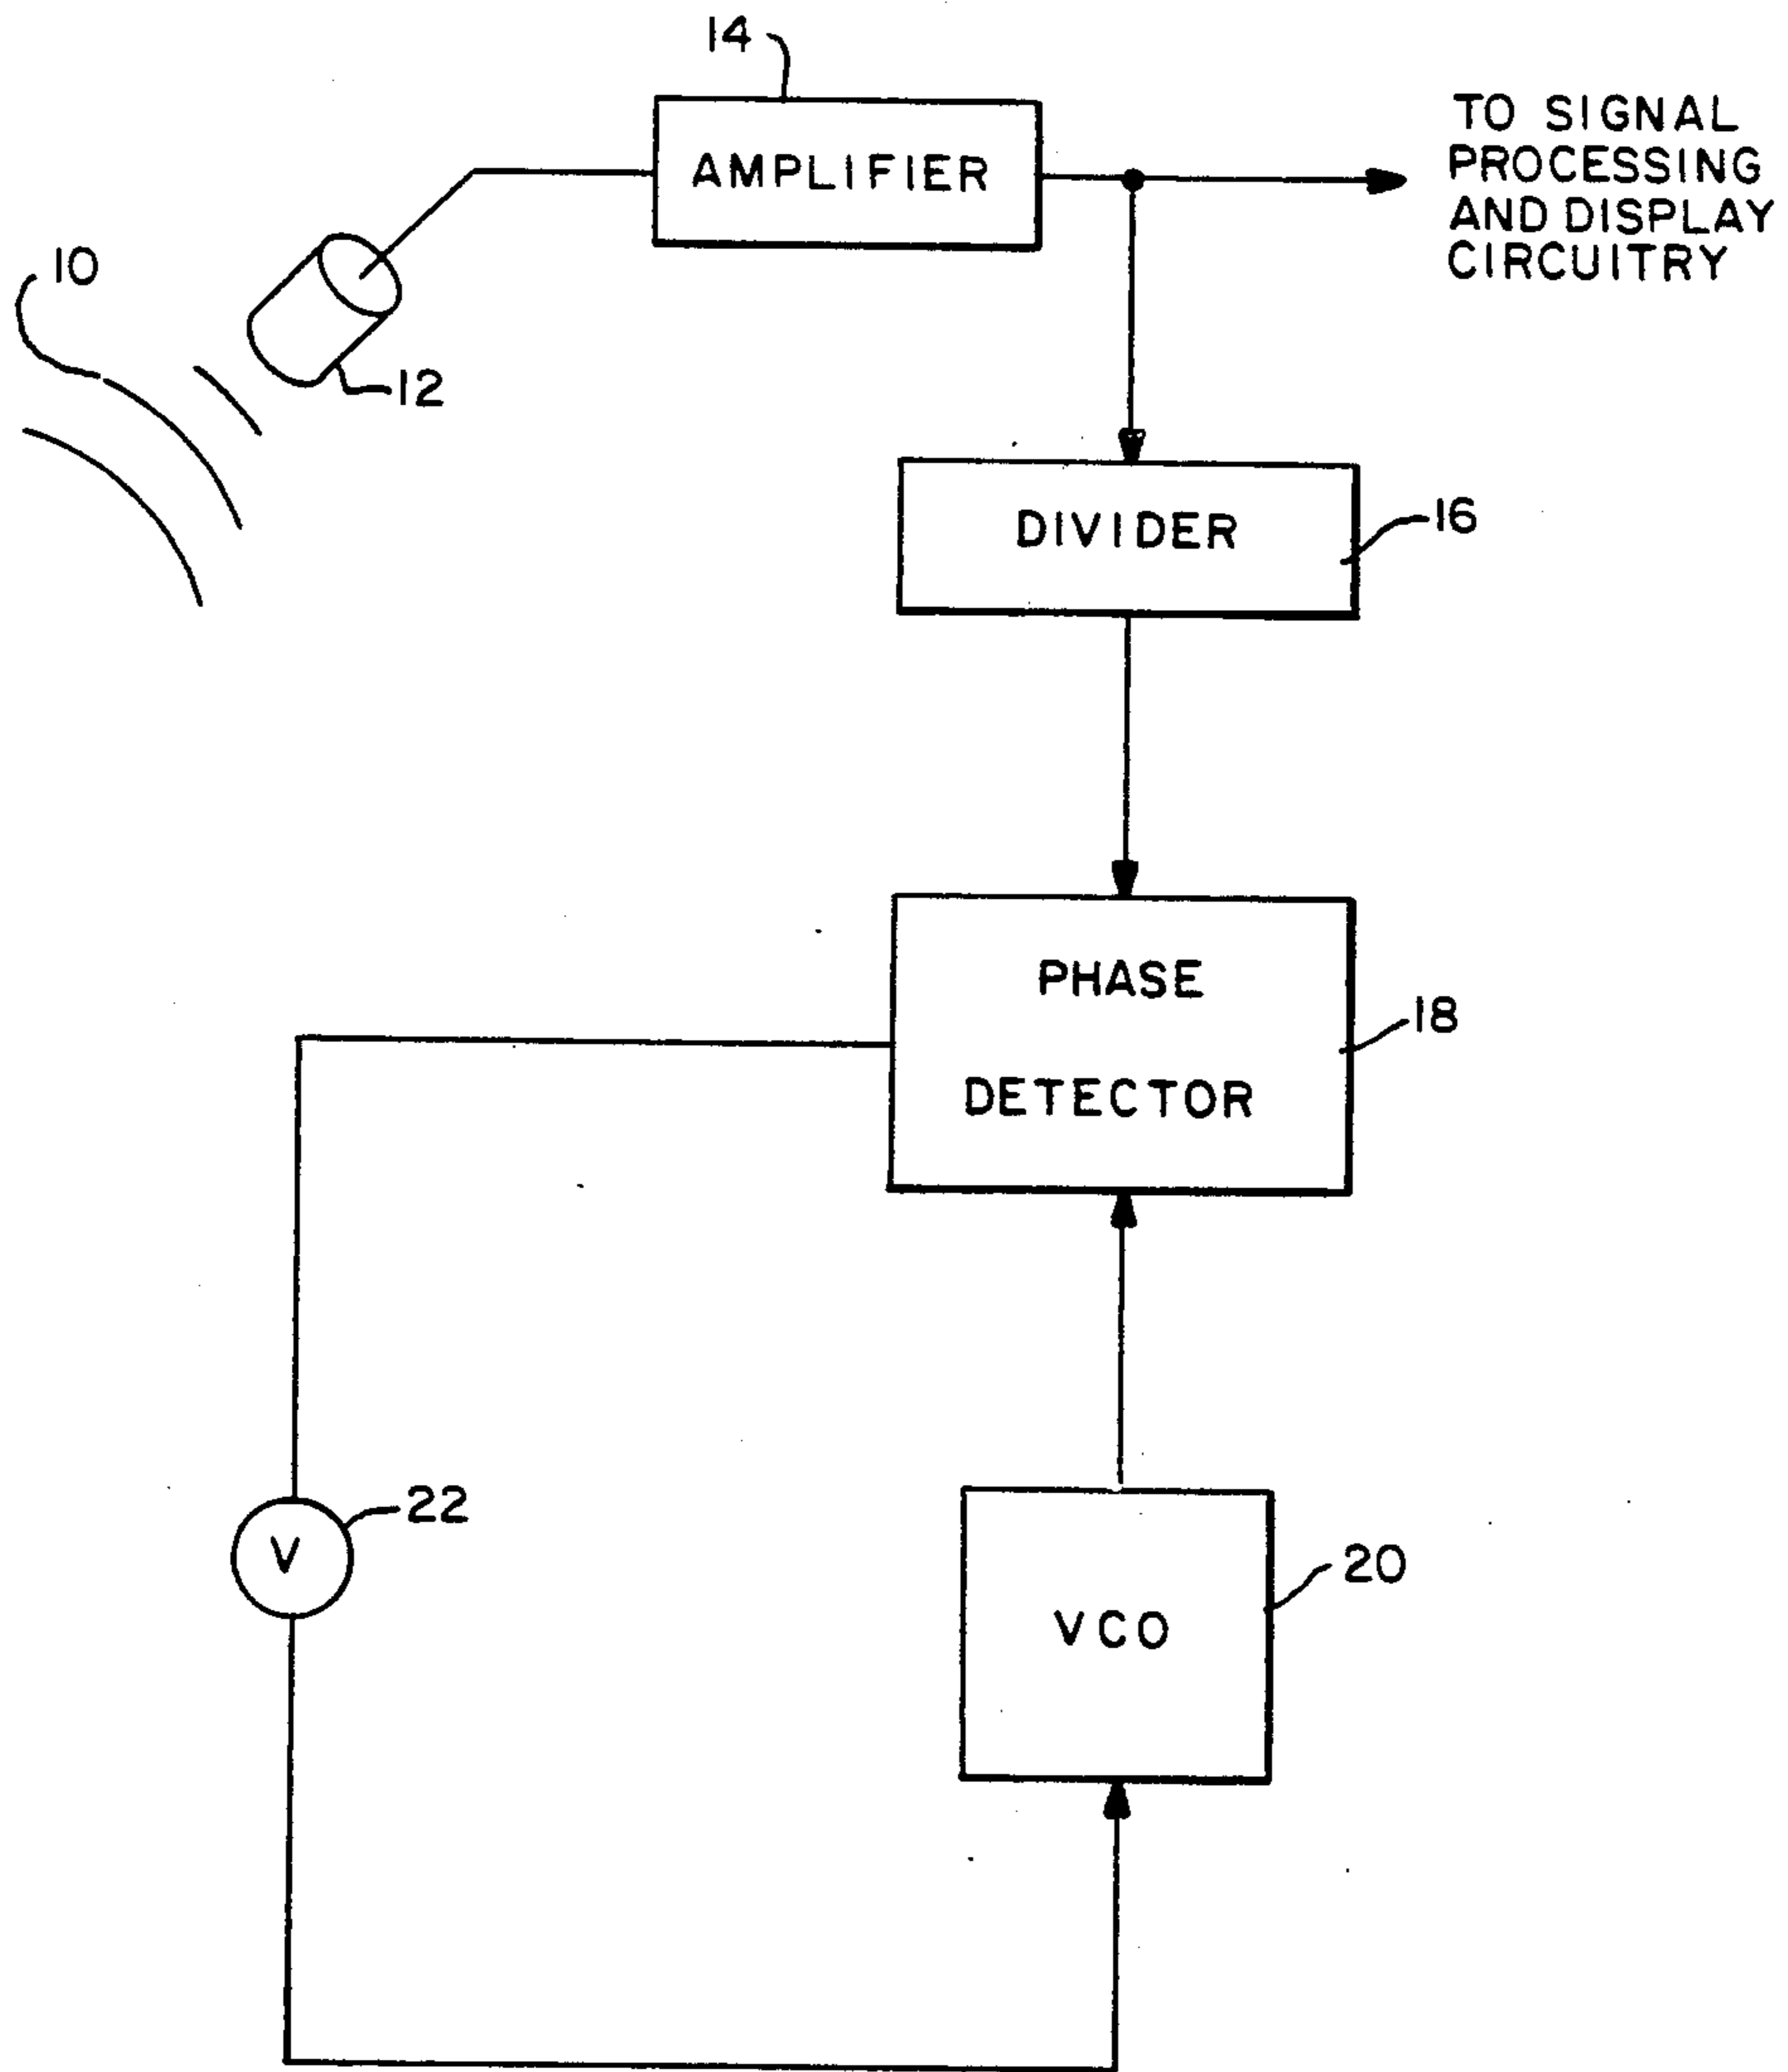 14
AMPLIFIER
TO SIGNAL
PROCESSING
AND DISPLAY
CIRCUITRY
10
12
DIVIDER
16
PHASE
DETECTOR
18
22
V
20
VCO